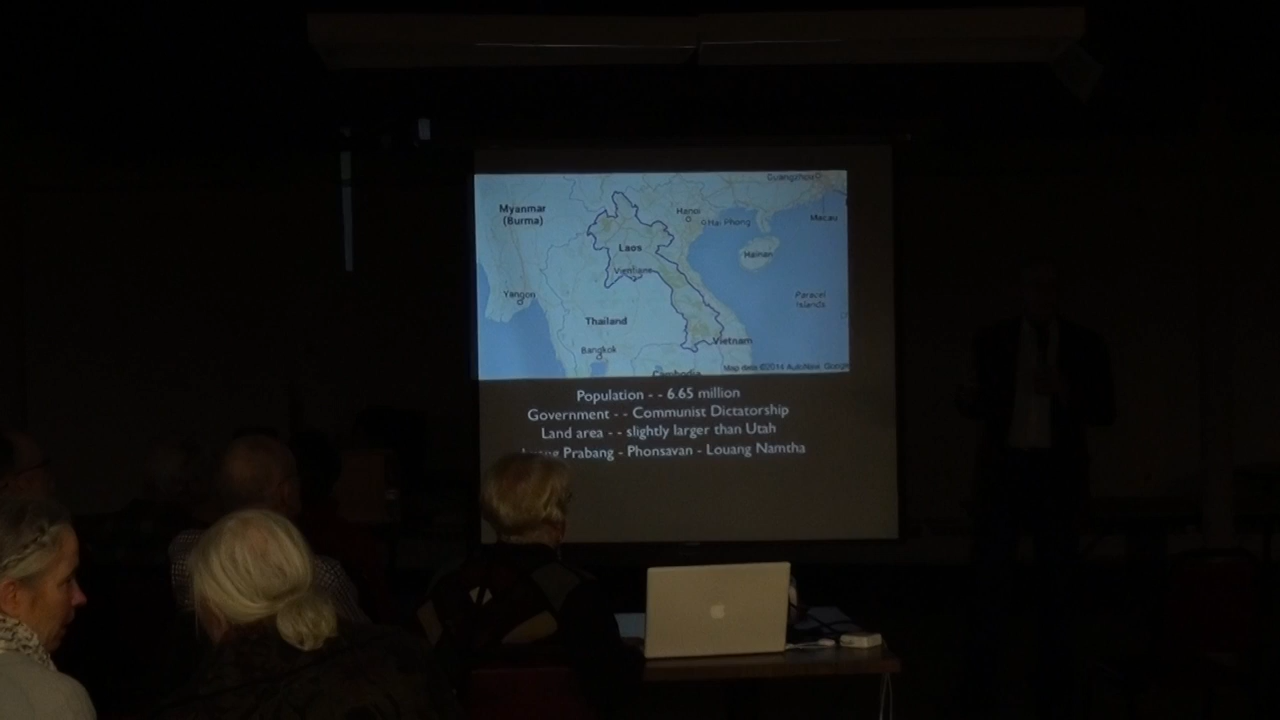 Guangzhou
Myanmar
(Burma)
Hanoi
Hai Phong
Macau
Laos
Hainan
Vientiane
Yangon
Paracel
Islands
Thailand
Vietnam
Bangkok
Map data ©2014 AutoNavi, Google
Cambodia
Population - - 6.65 million
Government - - Communist Dictatorship
Land area - - slightly larger than Utah
Prabang - Phonsavan - Louang Namtha